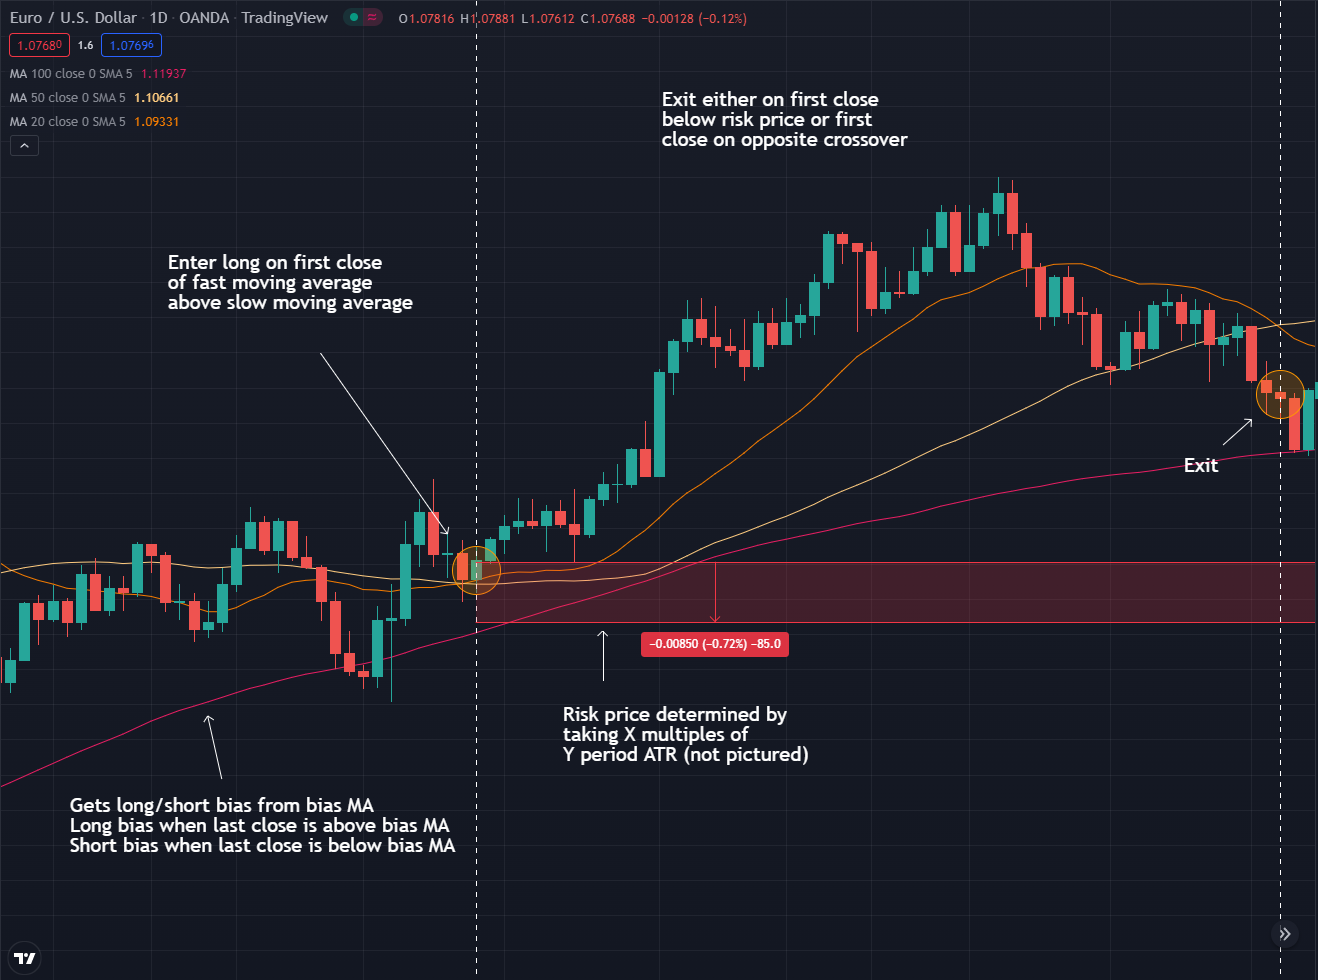 Euro / U.S. Dollar · 1D · OANDA · TradingView O1.07816 H1.07881 L1.07612 C1.07688 −0.00128 (−0.12%)
1.07680 1.6 1.07696
MA 100 close 0 SMA 5 1.11937
MA 50 close 0 SMA 5 1.10661
MA 20 close 0 SMA 5 1.09331
Exit either on first close
below risk price or first
close on opposite crossover
Enter long on first close
of fast moving average
above slow moving average
Exit
−0.00850 (−0.72%) −85.0
Risk price determined by
taking X multiples of
Y period ATR (not pictured)
Gets long/short bias from bias MA
Long bias when last close is above bias MA
Short bias when last close is below bias MA